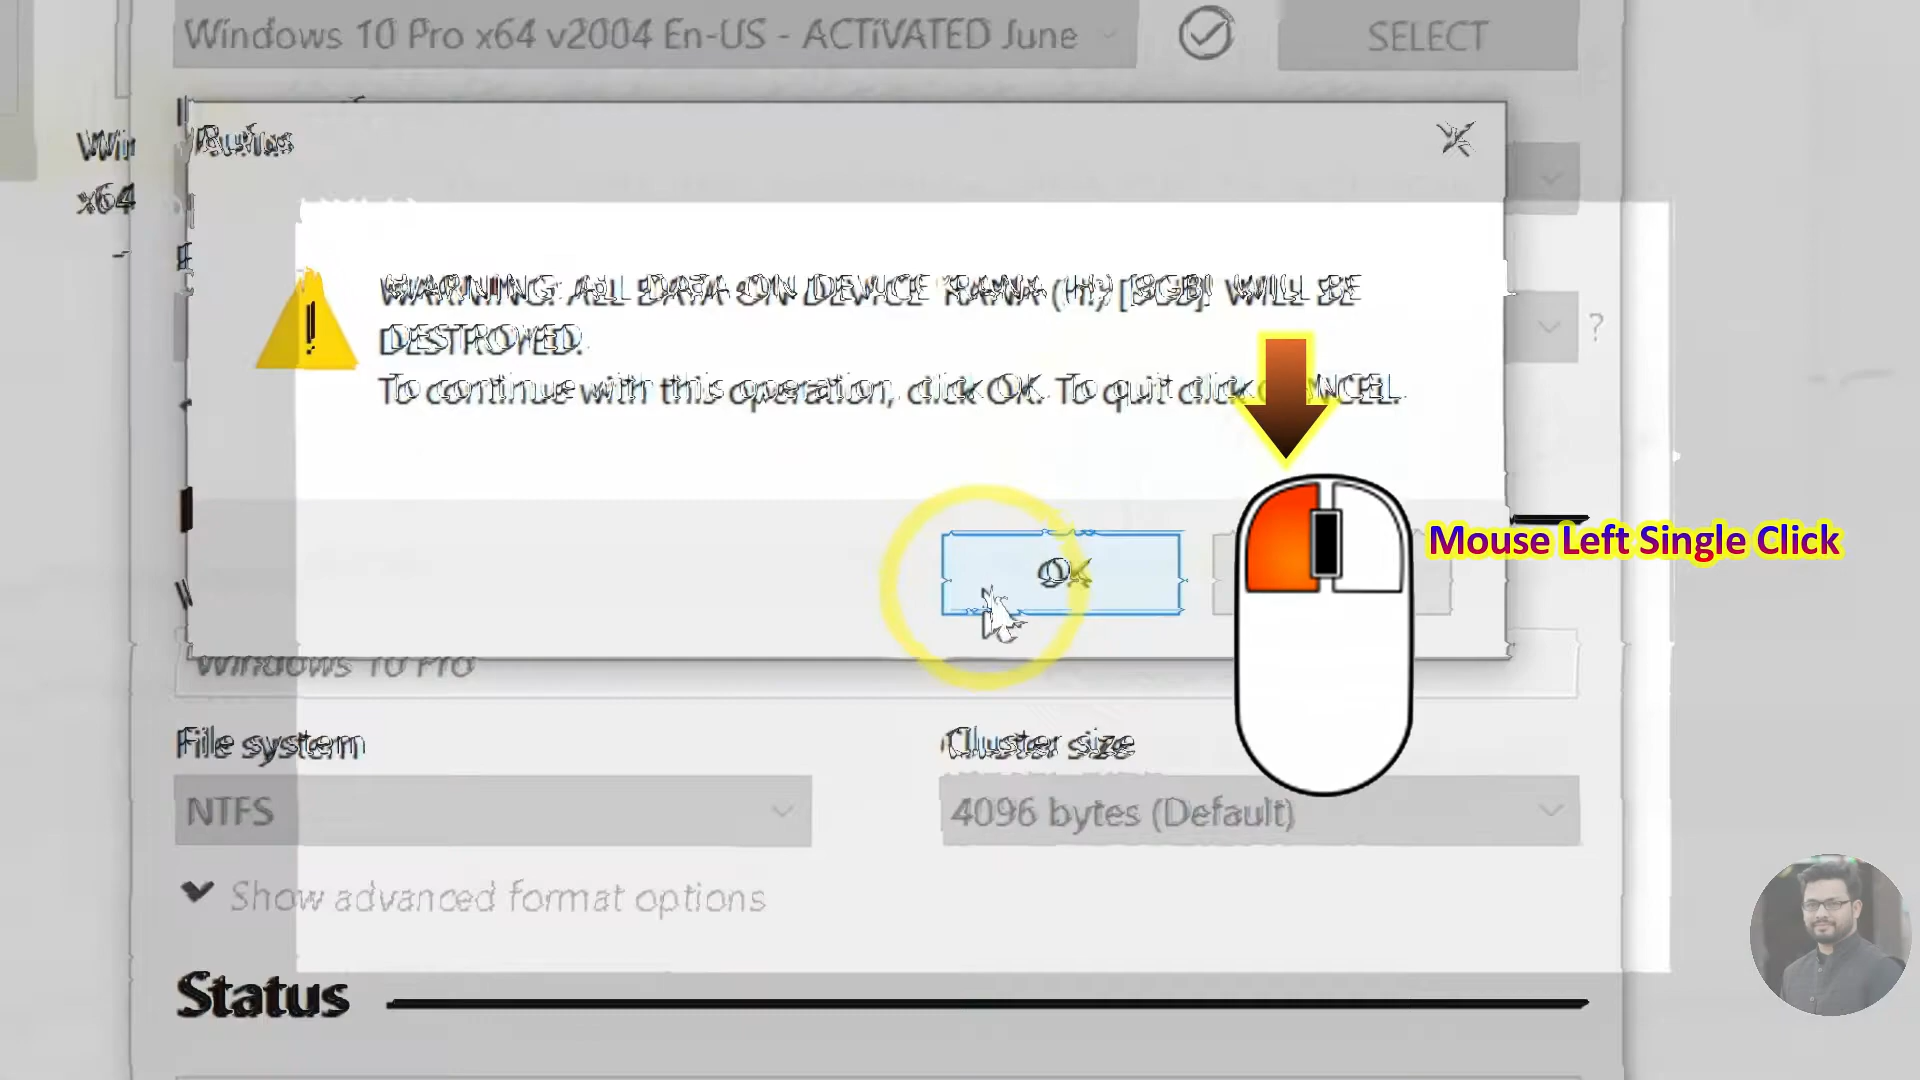 Windows 10 Pro x64 v2004 En-US - ACTiVATED June
SELECT
Win
x64
Rufus
WARNING: ALL DATA ON DEVICE 'RANA (H:) [8GB]' WILL BE
DESTROYED.
To continue with this operation, click OK. To quit click
?
OK
Mouse Left Single Click
Windows 10 Pro
File system
Cluster size
NTFS
4096 bytes (Default)
Show advanced format options
Status